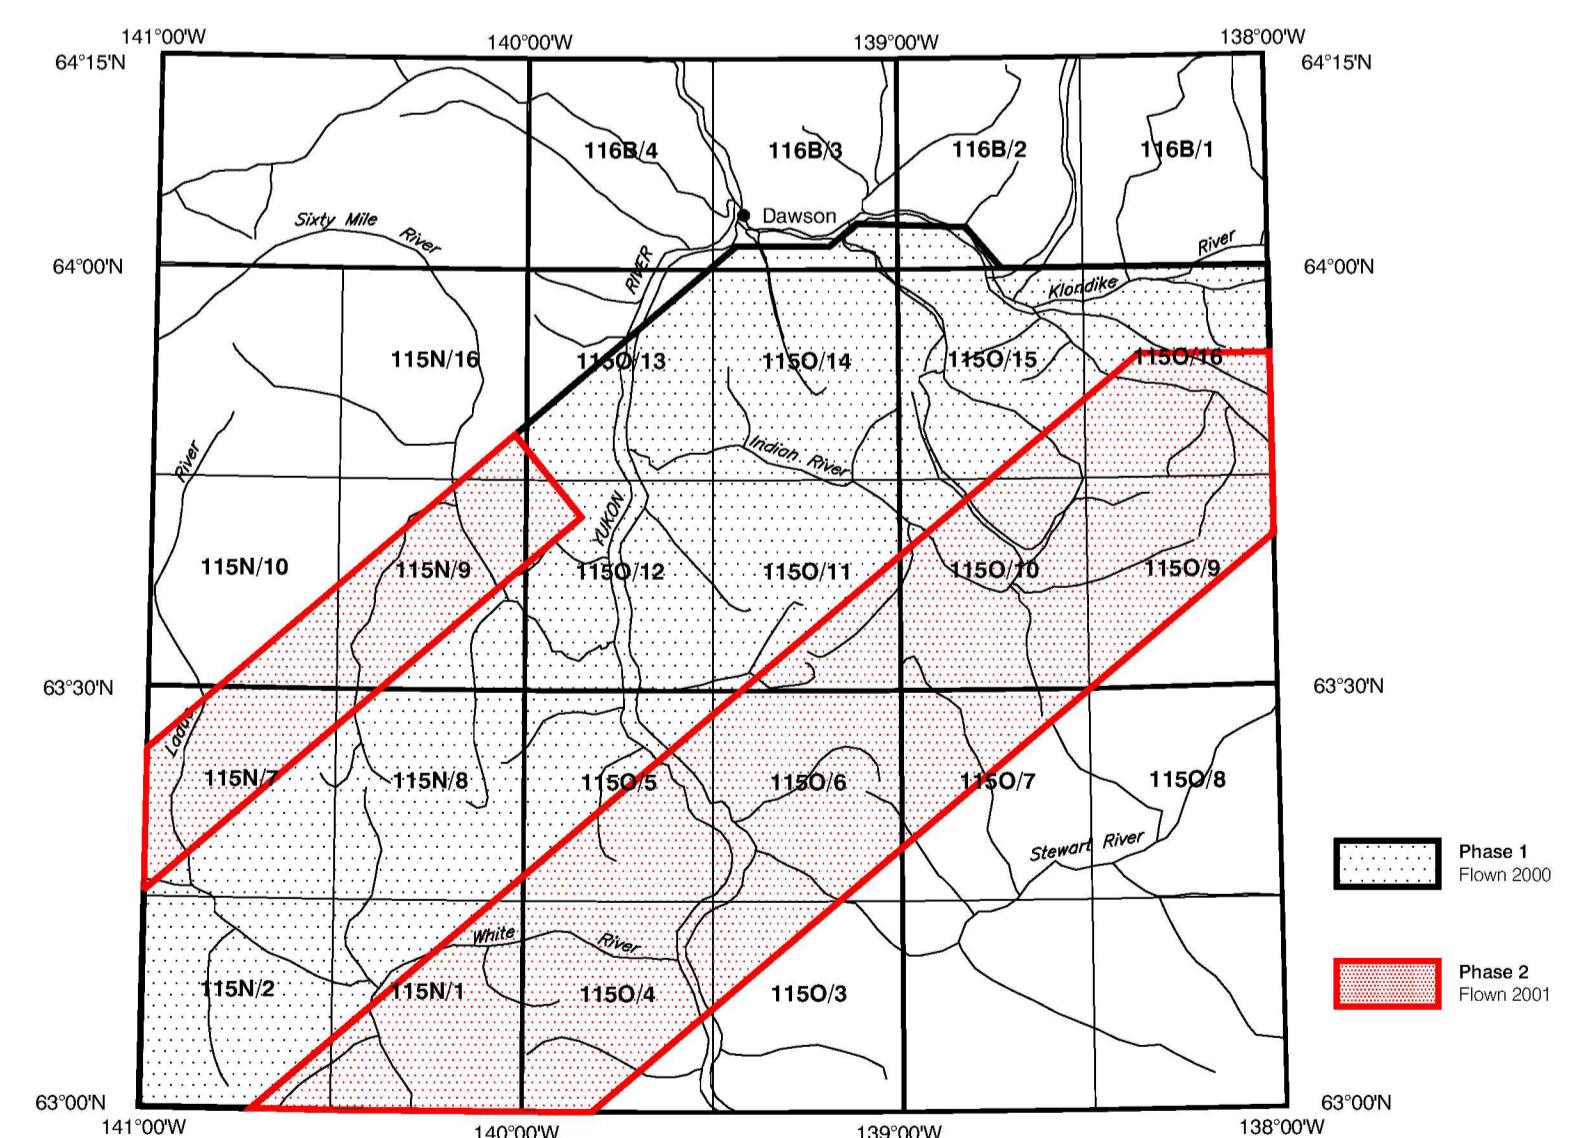 141°00'W 140°00'W 139°00'W 138°00'W
64°15'N 64°15'N
116B/4 116B/3 116B/2 116B/1
Dawson
Sixty Mile River
River
64°00'N 64°00'N
RIVER
Klondike
115N/16 115O/13 115O/14 115O/15 115O/16
Indian River
River
YUKON
115N/10 115N/9 115O/12 115O/11 115O/10 115O/9
63°30'N 63°30'N
Ladue
115N/7 115N/8 115O/5 115O/6 115O/7 115O/8
Stewart River
Phase 1
Flown 2000
White River
115N/2 115N/1 115O/4 115O/3
Phase 2
Flown 2001
63°00'N 63°00'N
141°00'W 140°00'W 139°00'W 138°00'W